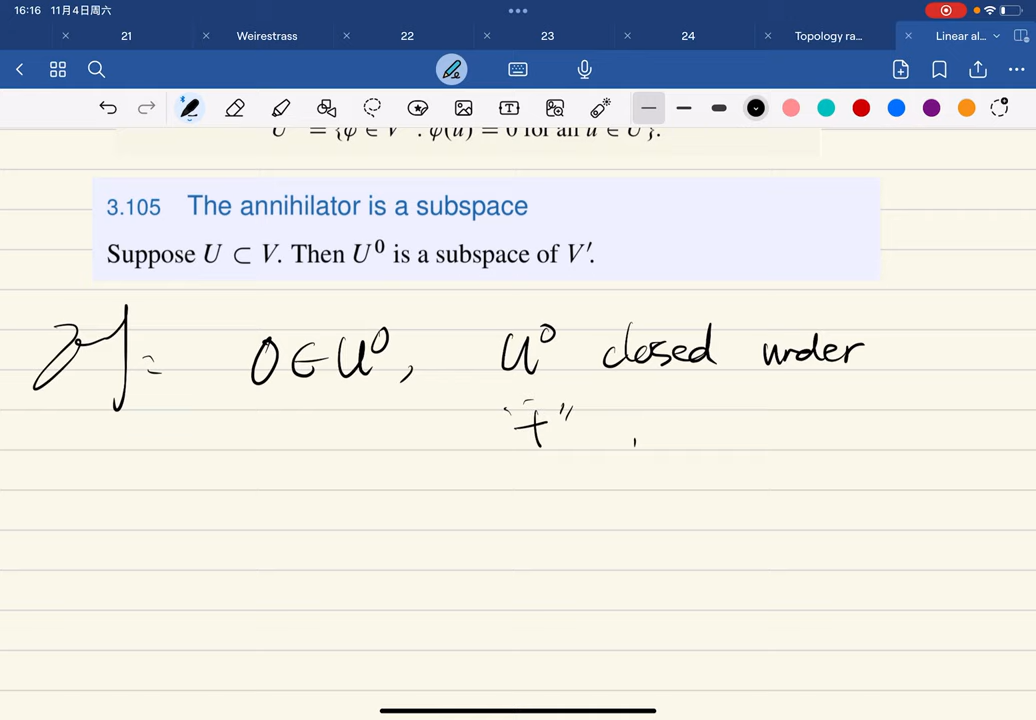 16:16 11月4日周六
21 Weirestrass 22 23 24 Topology ra... Linear al...
3.105 The annihilator is a subspace
Suppose U ⊂ V. Then U⁰ is a subspace of V′.
0 ∈ U⁰, U⁰ closed under
"+"